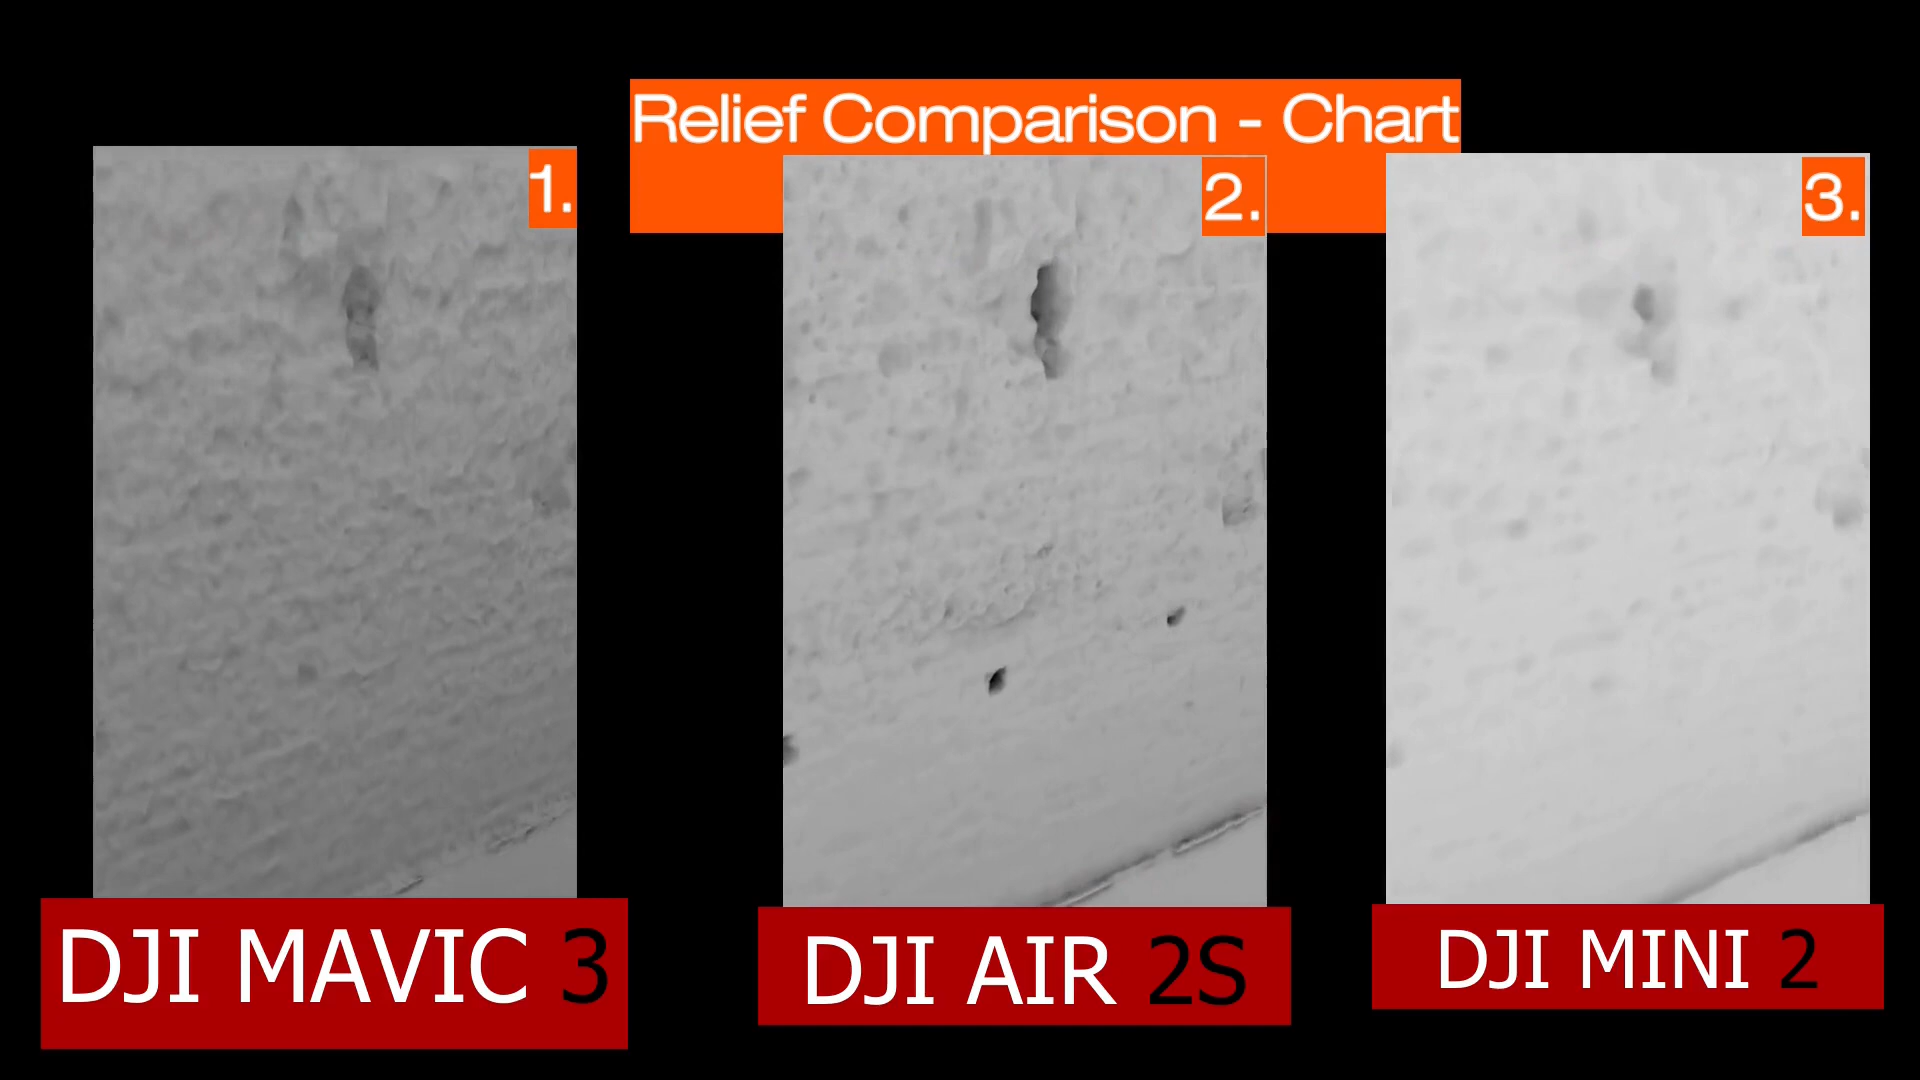 Relief Comparison - Chart
1.
2.
3.
DJI MAVIC 3
DJI AIR 2S
DJI MINI 2